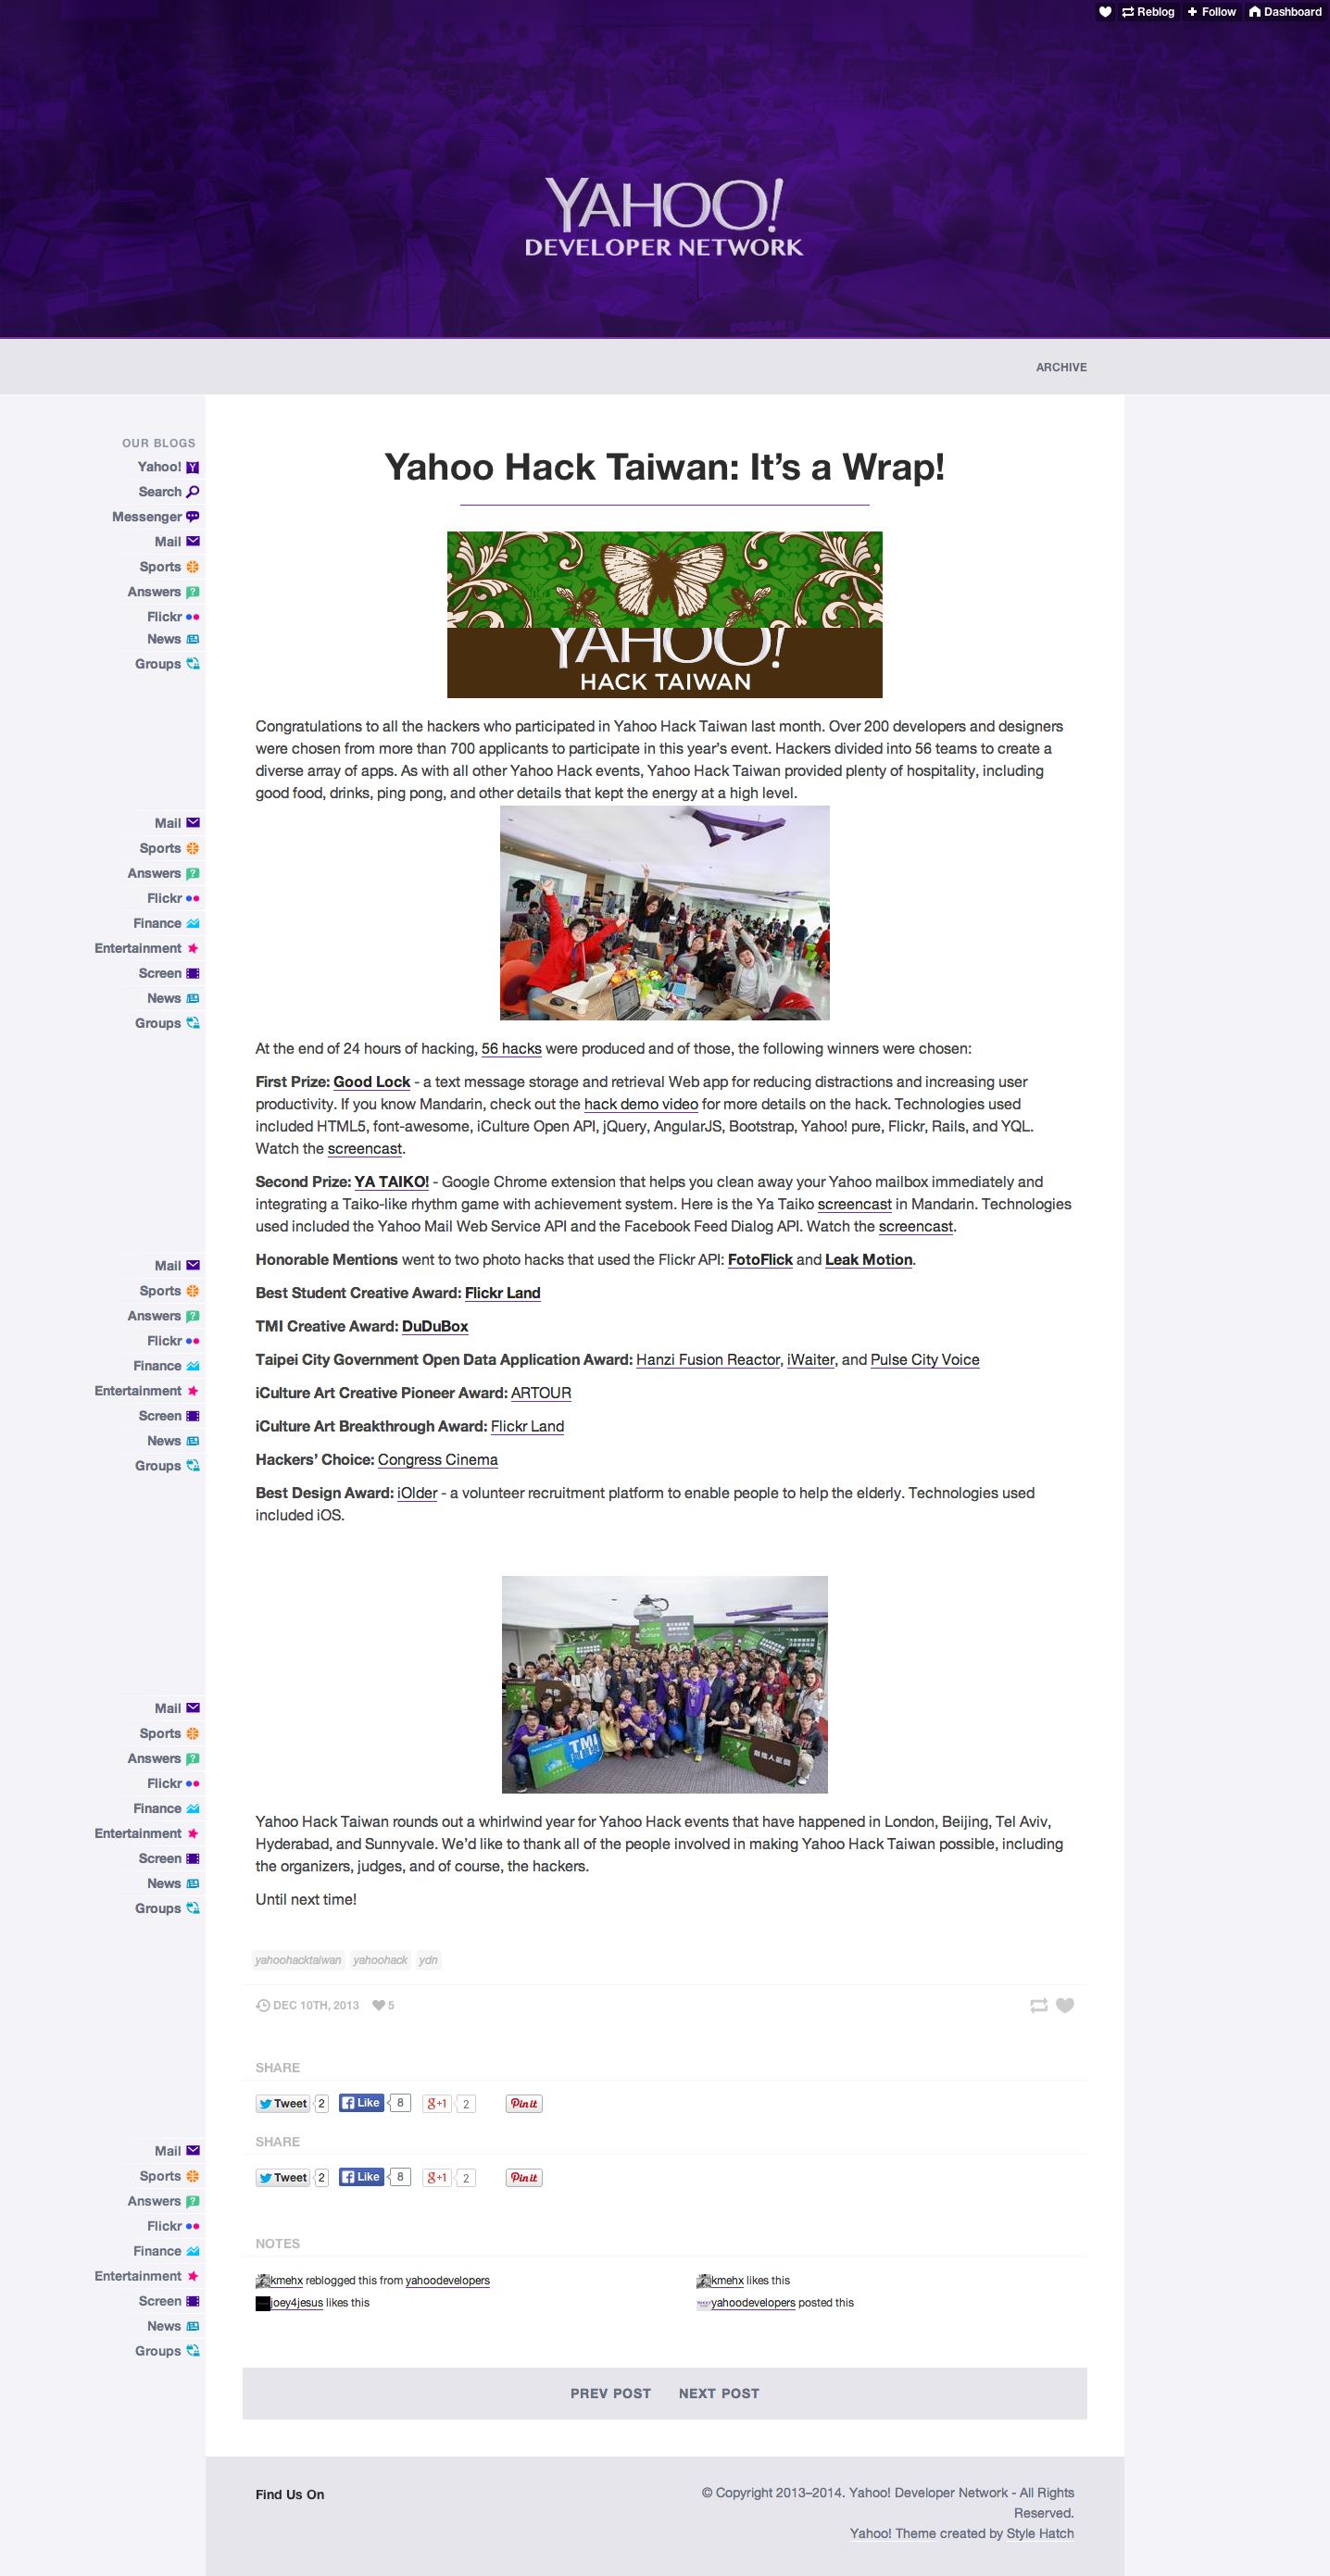 Reblog
Follow
Dashboard
YAHOO!
DEVELOPER NETWORK
ARCHIVE
OUR BLOGS
Yahoo!
Search
Messenger
Mail
Sports
Answers
Flickr
News
Groups
Mail
Sports
Answers
Flickr
Finance
Entertainment
Screen
News
Groups
Mail
Sports
Answers
Flickr
Finance
Entertainment
Screen
News
Groups
Mail
Sports
Answers
Flickr
Finance
Entertainment
Screen
News
Groups
Mail
Sports
Answers
Flickr
Finance
Entertainment
Screen
News
Groups
Yahoo Hack Taiwan: It’s a Wrap!
YAHOO!
HACK TAIWAN
Congratulations to all the hackers who participated in Yahoo Hack Taiwan last month. Over 200 developers and designers
were chosen from more than 700 applicants to participate in this year’s event. Hackers divided into 56 teams to create a
diverse array of apps. As with all other Yahoo Hack events, Yahoo Hack Taiwan provided plenty of hospitality, including
good food, drinks, ping pong, and other details that kept the energy at a high level.
At the end of 24 hours of hacking, 56 hacks were produced and of those, the following winners were chosen:
First Prize: Good Lock - a text message storage and retrieval Web app for reducing distractions and increasing user
productivity. If you know Mandarin, check out the hack demo video for more details on the hack. Technologies used
included HTML5, font-awesome, iCulture Open API, jQuery, AngularJS, Bootstrap, Yahoo! pure, Flickr, Rails, and YQL.
Watch the screencast.
Second Prize: YA TAIKO! - Google Chrome extension that helps you clean away your Yahoo mailbox immediately and
integrating a Taiko-like rhythm game with achievement system. Here is the Ya Taiko screencast in Mandarin. Technologies
used included the Yahoo Mail Web Service API and the Facebook Feed Dialog API. Watch the screencast.
Honorable Mentions went to two photo hacks that used the Flickr API: FotoFlick and Leak Motion.
Best Student Creative Award: Flickr Land
TMI Creative Award: DuDuBox
Taipei City Government Open Data Application Award: Hanzi Fusion Reactor, iWaiter, and Pulse City Voice
iCulture Art Creative Pioneer Award: ARTOUR
iCulture Art Breakthrough Award: Flickr Land
Hackers’ Choice: Congress Cinema
Best Design Award: iOlder - a volunteer recruitment platform to enable people to help the elderly. Technologies used
included iOS.
TMI
Yahoo Hack Taiwan rounds out a whirlwind year for Yahoo Hack events that have happened in London, Beijing, Tel Aviv,
Hyderabad, and Sunnyvale. We’d like to thank all of the people involved in making Yahoo Hack Taiwan possible, including
the organizers, judges, and of course, the hackers.
Until next time!
yahoohacktaiwan yahoohack ydn
DEC 10TH, 2013 5
SHARE
Tweet 2 Like 8 g+1 2 Pin it
SHARE
Tweet 2 Like 8 g+1 2 Pin it
NOTES
kmehx reblogged this from yahoodevelopers
kmehx likes this
joey4jesus likes this
yahoodevelopers posted this
PREV POST NEXT POST
Find Us On
© Copyright 2013–2014. Yahoo! Developer Network - All Rights
Reserved.
Yahoo! Theme created by Style Hatch